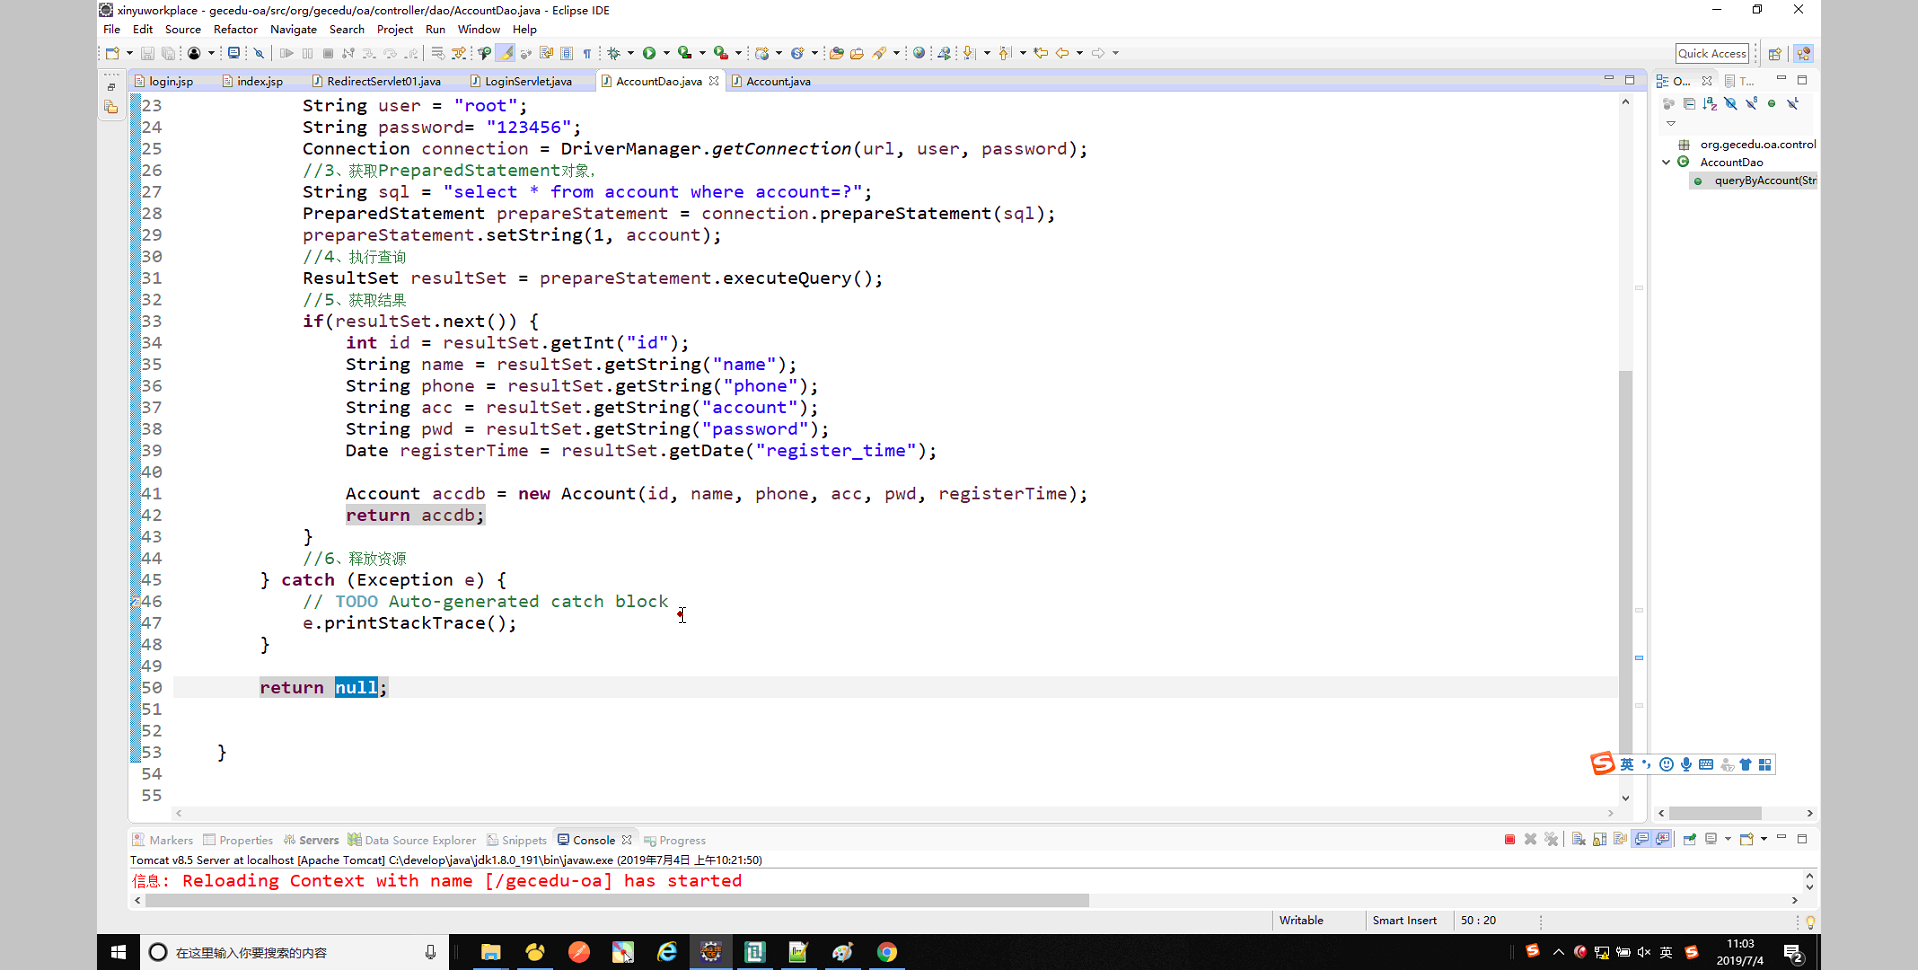 xinyuworkplace - gecedu-oa/src/org/gecedu/oa/controller/dao/AccountDao.java - Eclipse IDE
File Edit Source Refactor Navigate Search Project Run Window Help
Quick Access
login.jsp index.jsp RedirectServlet01.java LoginServlet.java AccountDao.java Account.java
O... T...
23 String user = "root";
24 String password= "123456";
25 Connection connection = DriverManager.getConnection(url, user, password);
26 //3、获取PreparedStatement对象,
27 String sql = "select * from account where account=?";
28 PreparedStatement prepareStatement = connection.prepareStatement(sql);
29 prepareStatement.setString(1, account);
30 //4、执行查询
31 ResultSet resultSet = prepareStatement.executeQuery();
32 //5、获取结果
33 if(resultSet.next()) {
34 int id = resultSet.getInt("id");
35 String name = resultSet.getString("name");
36 String phone = resultSet.getString("phone");
37 String acc = resultSet.getString("account");
38 String pwd = resultSet.getString("password");
39 Date registerTime = resultSet.getDate("register_time");
40
41 Account accdb = new Account(id, name, phone, acc, pwd, registerTime);
42 return accdb;
43 }
44 //6、释放资源
45 } catch (Exception e) {
46 // TODO Auto-generated catch block
47 e.printStackTrace();
48 }
49
50 return null;
51
52
53 }
54
55
org.gecedu.oa.control
AccountDao
queryByAccount(Str
英
Markers Properties Servers Data Source Explorer Snippets Console Progress
Tomcat v8.5 Server at localhost [Apache Tomcat] C:\develop\java\jdk1.8.0_191\bin\javaw.exe (2019年7月4日 上午10:21:50)
信息: Reloading Context with name [/gecedu-oa] has started
Writable Smart Insert 50 : 20
在这里输入你要搜索的内容
英
11:03
2019/7/4
2